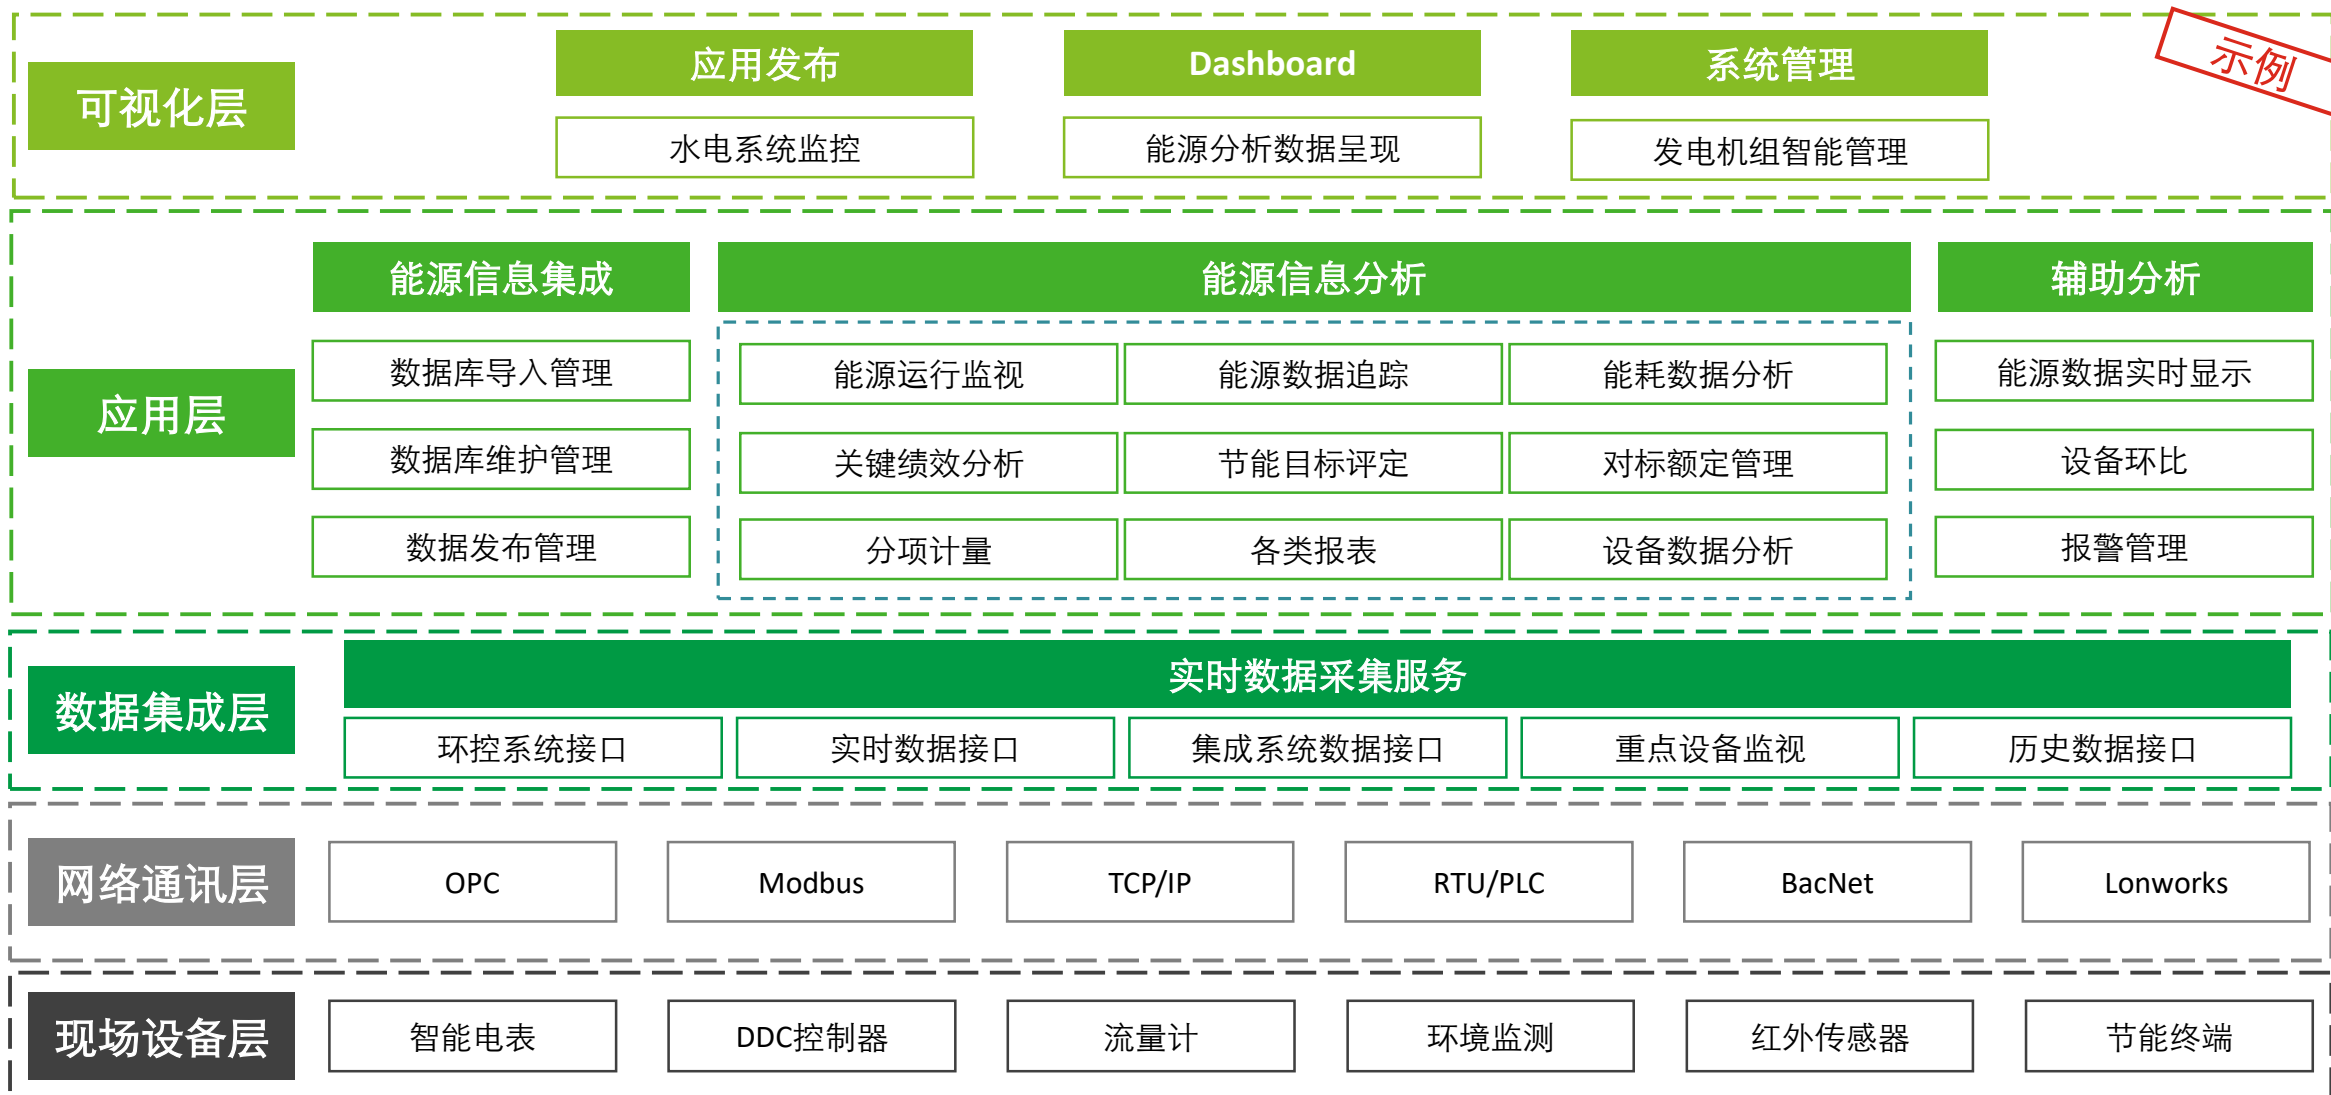 示例
可视化层
应用发布
Dashboard
系统管理
水电系统监控
能源分析数据呈现
发电机组智能管理
应用层
能源信息集成
能源信息分析
辅助分析
数据库导入管理
能源运行监视
能源数据追踪
能耗数据分析
能源数据实时显示
数据库维护管理
关键绩效分析
节能目标评定
对标额定管理
设备环比
数据发布管理
分项计量
各类报表
设备数据分析
报警管理
数据集成层
实时数据采集服务
环控系统接口
实时数据接口
集成系统数据接口
重点设备监视
历史数据接口
网络通讯层
OPC
Modbus
TCP/IP
RTU/PLC
BacNet
Lonworks
现场设备层
智能电表
DDC控制器
流量计
环境监测
红外传感器
节能终端